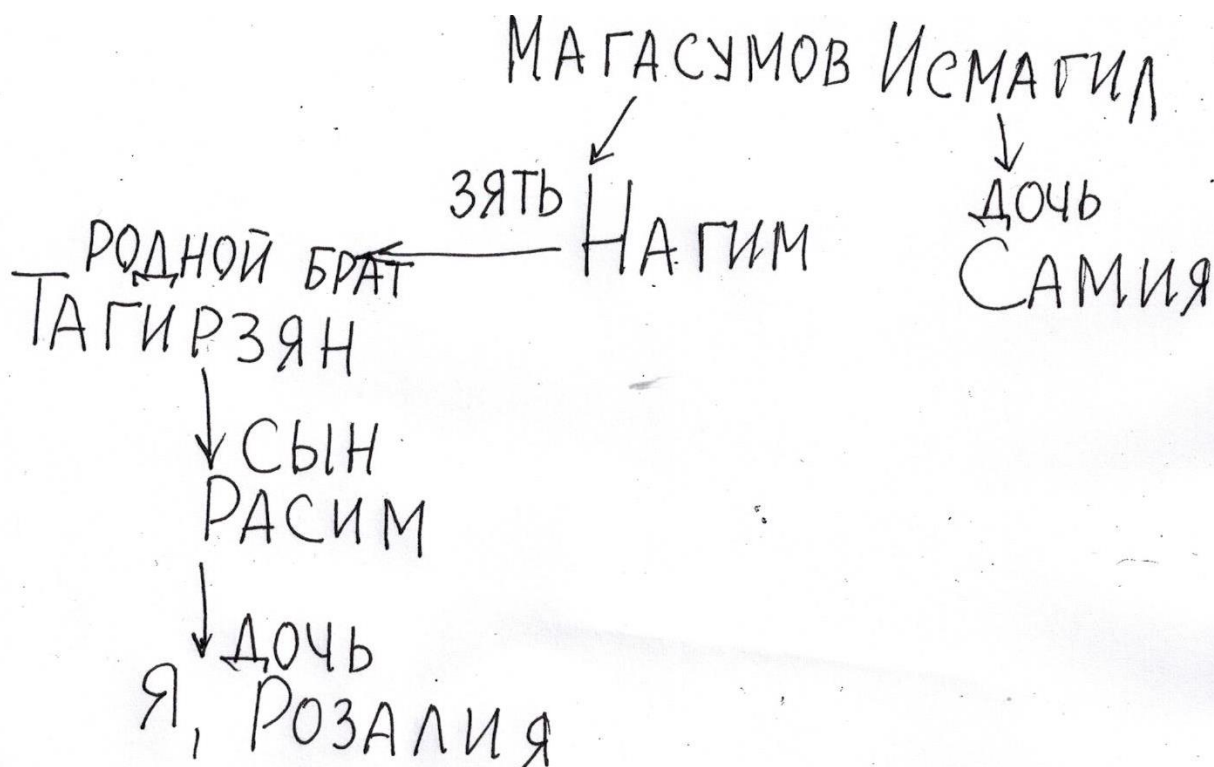 МАГАСУМОВ ИСМАГИЛ
ЗЯТЬ НАГИМ
ДОЧЬ
САМИЯ
РОДНОЙ БРАТ
ТАГИРЗЯН
СЫН
РАСИМ
ДОЧЬ
Я, РОЗАЛИЯ